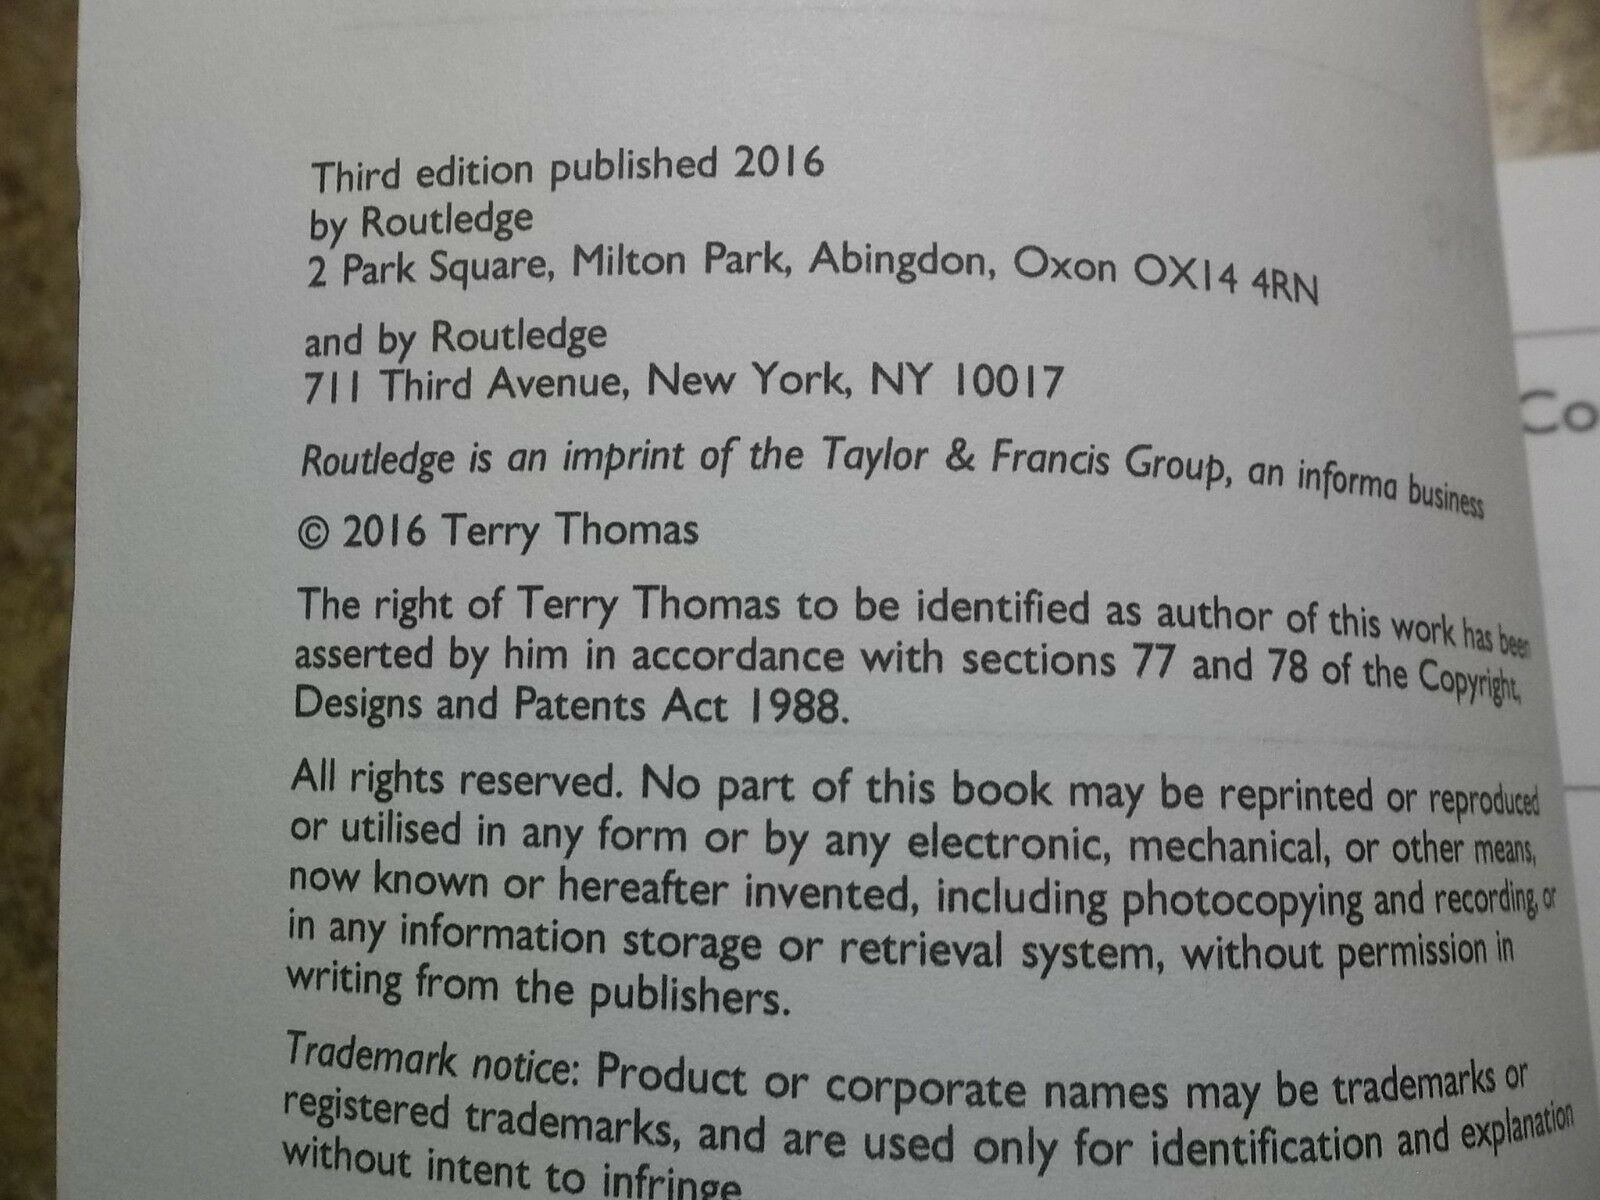 Third edition published 2016
by Routledge
2 Park Square, Milton Park, Abingdon, Oxon OX14 4RN
and by Routledge
711 Third Avenue, New York, NY 10017
Routledge is an imprint of the Taylor & Francis Group, an informa business
© 2016 Terry Thomas
The right of Terry Thomas to be identified as author of this work has been
asserted by him in accordance with sections 77 and 78 of the Copyright,
Designs and Patents Act 1988.
All rights reserved. No part of this book may be reprinted or reproduced
or utilised in any form or by any electronic, mechanical, or other means,
now known or hereafter invented, including photocopying and recording, or
in any information storage or retrieval system, without permission in
writing from the publishers.
Trademark notice: Product or corporate names may be trademarks or
registered trademarks, and are used only for identification and explanation
without intent to infringe
Co